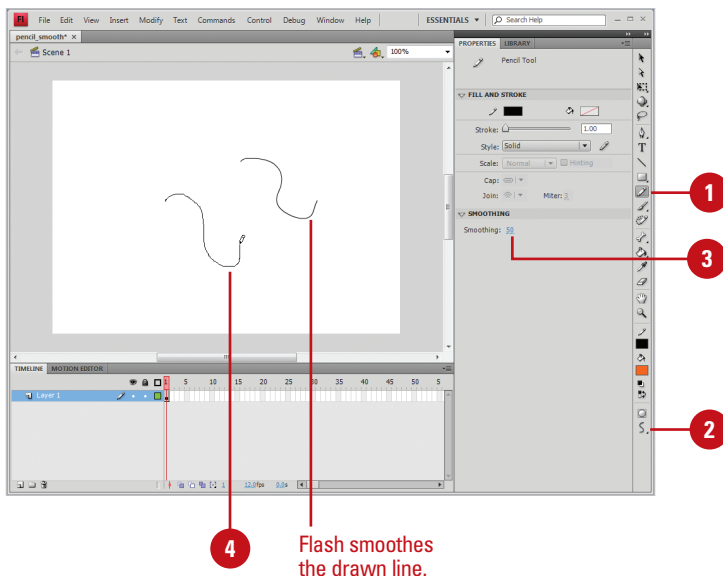 FL File Edit View Insert Modify Text Commands Control Debug Window Help ESSENTIALS Search Help
pencil_smooth* ×
Scene 1 100%
PROPERTIES LIBRARY
Pencil Tool
FILL AND STROKE
Stroke: 1.00
Style: Solid
Scale: Normal Hinting
Cap:
Join: Miter: 3
SMOOTHING
Smoothing: 50
T
1
3
2
TIMELINE MOTION EDITOR
1 5 10 15 20 25 30 35 40 45 50 5
Layer 1
1 12.0fps 0.0s
4
Flash smoothes
the drawn line.